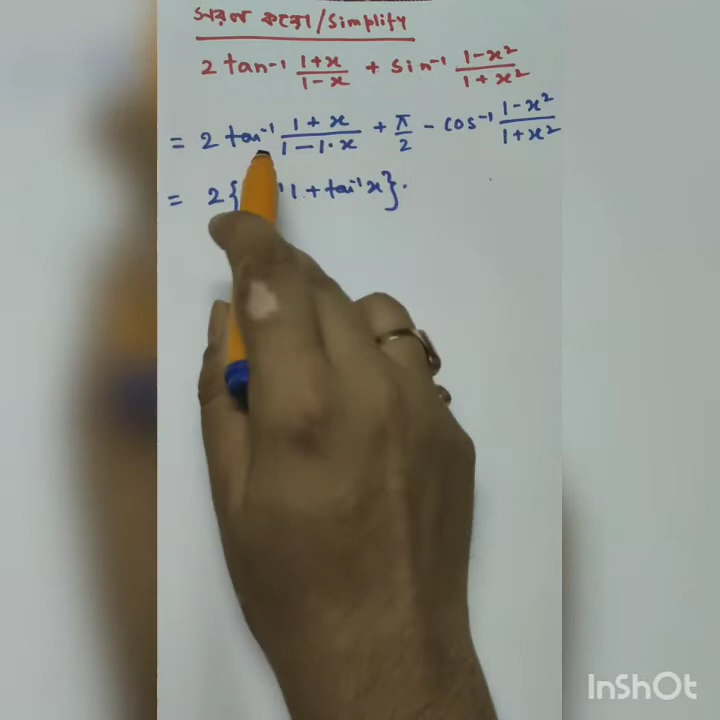 সরল করো/Simplify
2 tan⁻¹ (1+x)/(1-x) + sin⁻¹ (1-x²)/(1+x²)
= 2 tan⁻¹ (1+x)/(1-1·x) + π/2 - cos⁻¹ (1-x²)/(1+x²)
= 2{ ⁻¹1 + tan⁻¹x}.
InShOt